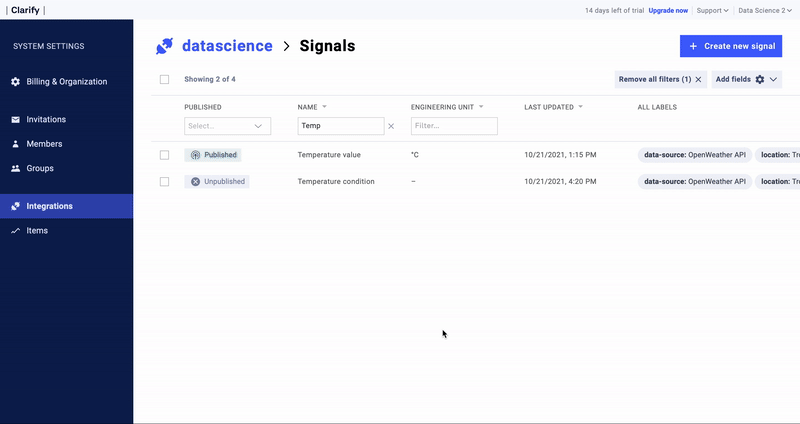 | Clarify |
14 days left of trial Upgrade now | Support | Data Science 2
SYSTEM SETTINGS
Billing & Organization
Invitations
Members
Groups
Integrations
Items
datascience > Signals
+ Create new signal
Showing 2 of 4
Remove all filters (1) ×
Add fields
PUBLISHED NAME ENGINEERING UNIT LAST UPDATED ALL LABELS
Select... Temp × Filter...
Published Temperature value °C 10/21/2021, 1:15 PM data-source: OpenWeather API location: Tr
Unpublished Temperature condition – 10/21/2021, 4:20 PM data-source: OpenWeather API location: Tr